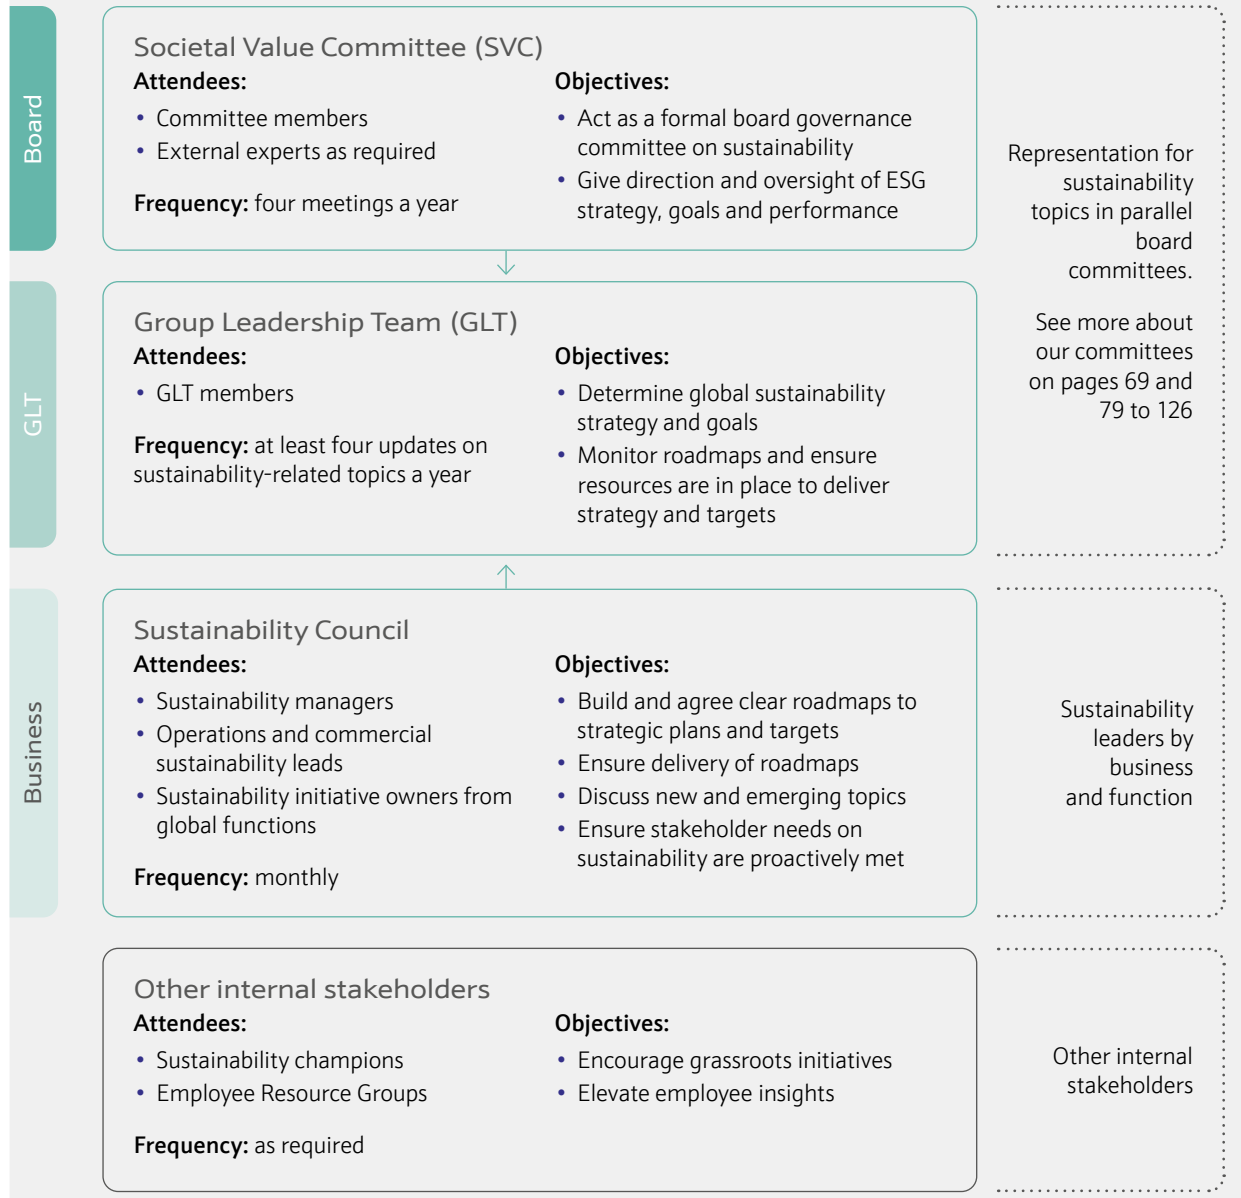 Board
Societal Value Committee (SVC)
Attendees:
• Committee members
• External experts as required
Frequency: four meetings a year
Objectives:
• Act as a formal board governance
committee on sustainability
• Give direction and oversight of ESG
strategy, goals and performance
Representation for
sustainability
topics in parallel
board
committees.
See more about
our committees
on pages 69 and
79 to 126
GLT
Group Leadership Team (GLT)
Attendees:
• GLT members
Frequency: at least four updates on
sustainability-related topics a year
Objectives:
• Determine global sustainability
strategy and goals
• Monitor roadmaps and ensure
resources are in place to deliver
strategy and targets
Business
Sustainability Council
Attendees:
• Sustainability managers
• Operations and commercial
sustainability leads
• Sustainability initiative owners from
global functions
Frequency: monthly
Objectives:
• Build and agree clear roadmaps to
strategic plans and targets
• Ensure delivery of roadmaps
• Discuss new and emerging topics
• Ensure stakeholder needs on
sustainability are proactively met
Sustainability
leaders by
business
and function
Other internal stakeholders
Attendees:
• Sustainability champions
• Employee Resource Groups
Frequency: as required
Objectives:
• Encourage grassroots initiatives
• Elevate employee insights
Other internal
stakeholders